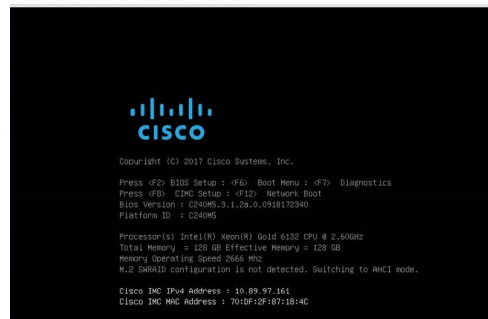 CISCO
Copyright (C) 2017 Cisco Systems, Inc.
Press <F2> BIOS Setup : <F6> Boot Menu : <F7> Diagnostics
Press <F8> CIMC Setup : <F12> Network Boot
Bios Version : C240M5.3.1.2a.0.0918172340
Platform ID : C240M5
Processor(s) Intel(R) Xeon(R) Gold 6132 CPU @ 2.60GHz
Total Memory = 128 GB Effective Memory = 128 GB
Memory Operating Speed 2666 Mhz
M.2 SWRAID configuration is not detected. Switching to AHCI mode.
Cisco IMC IPv4 Address : 10.89.97.161
Cisco IMC MAC Address : 70:DF:2F:87:18:4C